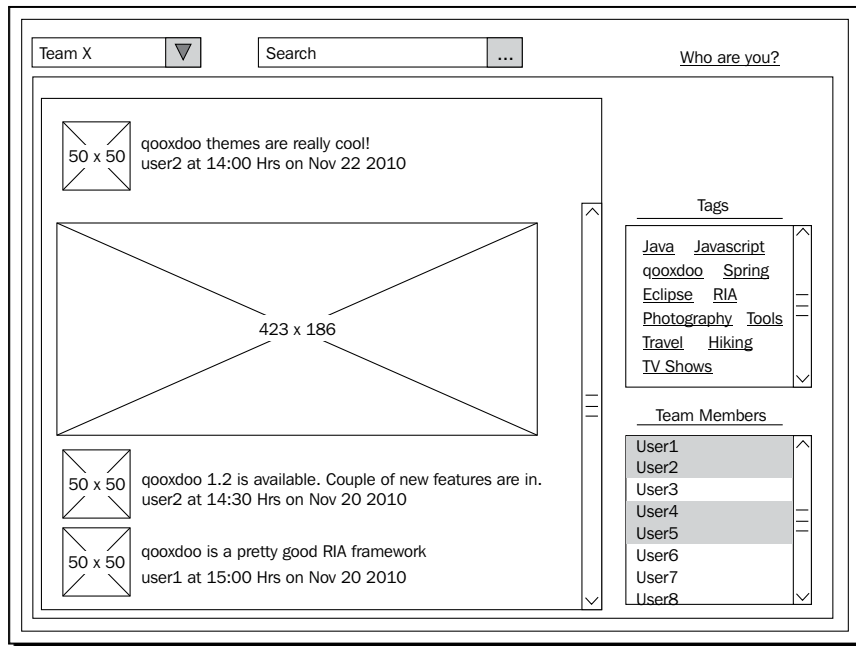 Team X
Search
...
Who are you?
50 x 50
qooxdoo themes are really cool!
user2 at 14:00 Hrs on Nov 22 2010
423 x 186
50 x 50
qooxdoo 1.2 is available. Couple of new features are in.
user2 at 14:30 Hrs on Nov 20 2010
50 x 50
qooxdoo is a pretty good RIA framework
user1 at 15:00 Hrs on Nov 20 2010
Tags
Java Javascript
qooxdoo Spring
Eclipse RIA
Photography Tools
Travel Hiking
TV Shows
Team Members
User1
User2
User3
User4
User5
User6
User7
User8